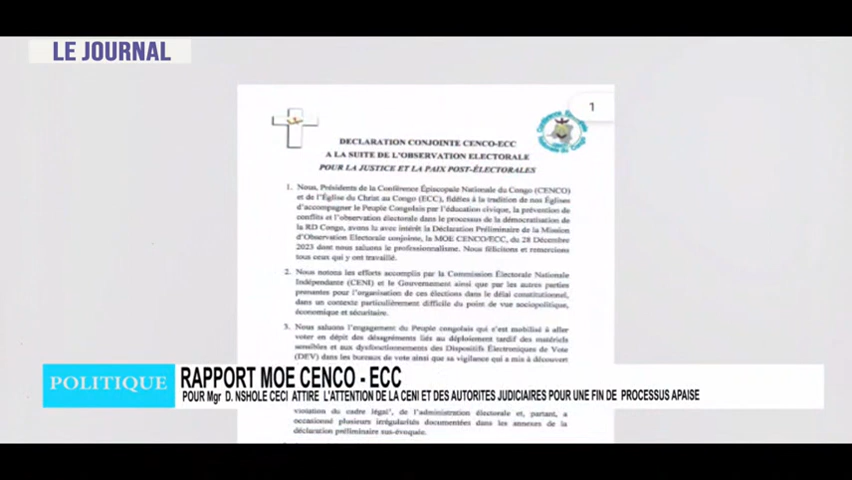 LE JOURNAL
1
DECLARATION CONJOINTE CENCO-ECC
A LA SUITE DE L'OBSERVATION ELECTORALE
POUR LA JUSTICE ET LA PAIX POST-ÉLECTORALES
1. Nous, Présidents de la Conférence Épiscopale Nationale du Congo (CENCO)
et de l'Église du Christ au Congo (ECC), fidèles à la tradition de nos Églises
d'accompagner le Peuple Congolais par l'éducation civique, la prévention de
conflits et l'observation électorale dans le processus de la démocratisation de
la RD Congo, avons lu avec intérêt la Déclaration Préliminaire de la Mission
d'Observation Electorale conjointe, la MOE CENCO/ECC, du 28 Décembre
2023 dont nous saluons le professionnalisme. Nous félicitons et remercions
tous ceux qui y ont travaillé.
2. Nous notons les efforts accomplis par la Commission Électorale Nationale
Indépendante (CENI) et le Gouvernement ainsi que par les autres parties
prenantes pour l'organisation de ces élections dans le délai constitutionnel,
dans un contexte particulièrement difficile du point de vue sociopolitique,
économique et sécuritaire.
3. Nous saluons l'engagement du Peuple congolais qui s'est mobilisé à aller
voter en dépit des désagréments liés au déploiement tardif des matériels
sensibles et aux dysfonctionnements des Dispositifs Électroniques de Vote
(DEV) dans les bureaux de vote ainsi que sa vigilance qui a mis à découvert
POLITIQUE
RAPPORT MOE CENCO - ECC
POUR Mgr D. NSHOLE CECI ATTIRE L'ATTENTION DE LA CENI ET DES AUTORITES JUDICIAIRES POUR UNE FIN DE PROCESSUS APAISE
violation du cadre légal, de l'administration électorale et, partant, a
occasionné plusieurs irrégularités documentées dans les annexes de la
déclaration préliminaire sus-évoquée.